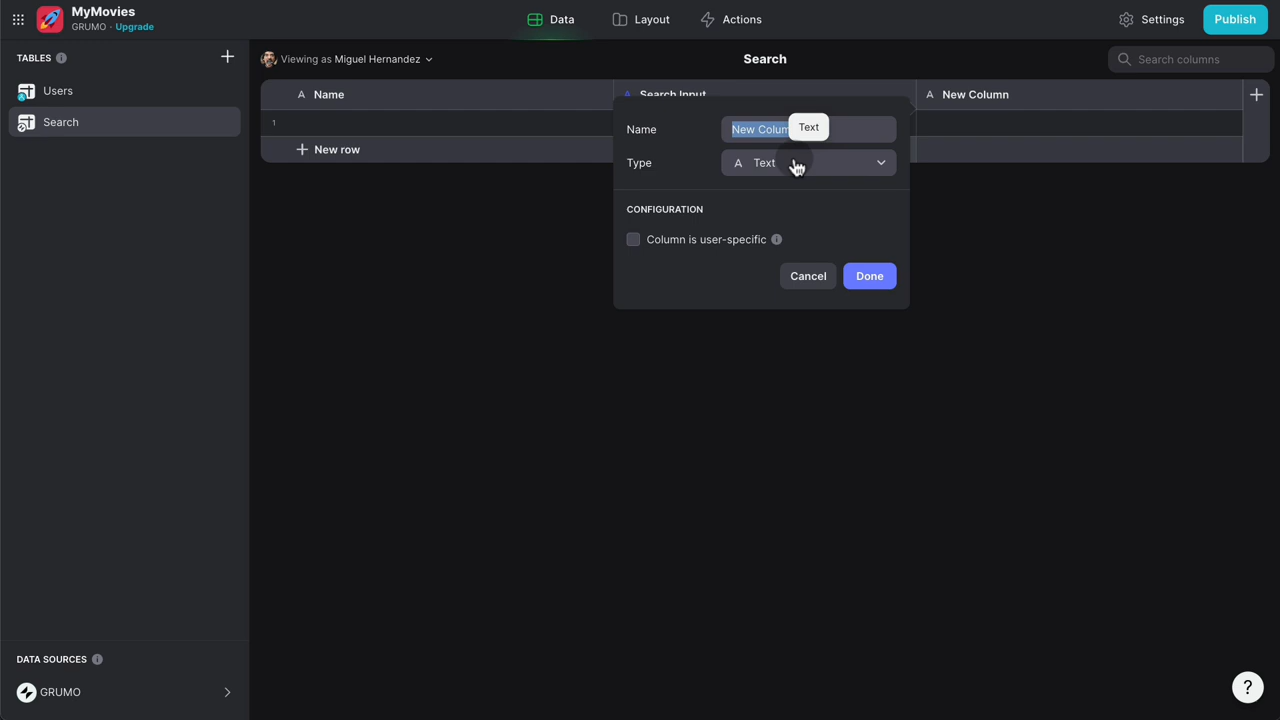 MyMovies
GRUMO · Upgrade
Data
Layout
Actions
Settings
Publish
TABLES
Users
Search
Viewing as Miguel Hernandez
Search
Search columns
A Name
A Search Input
A New Column
1
New row
Name
New Colum
Text
Type
A Text
CONFIGURATION
Column is user-specific
Cancel
Done
DATA SOURCES
GRUMO
?